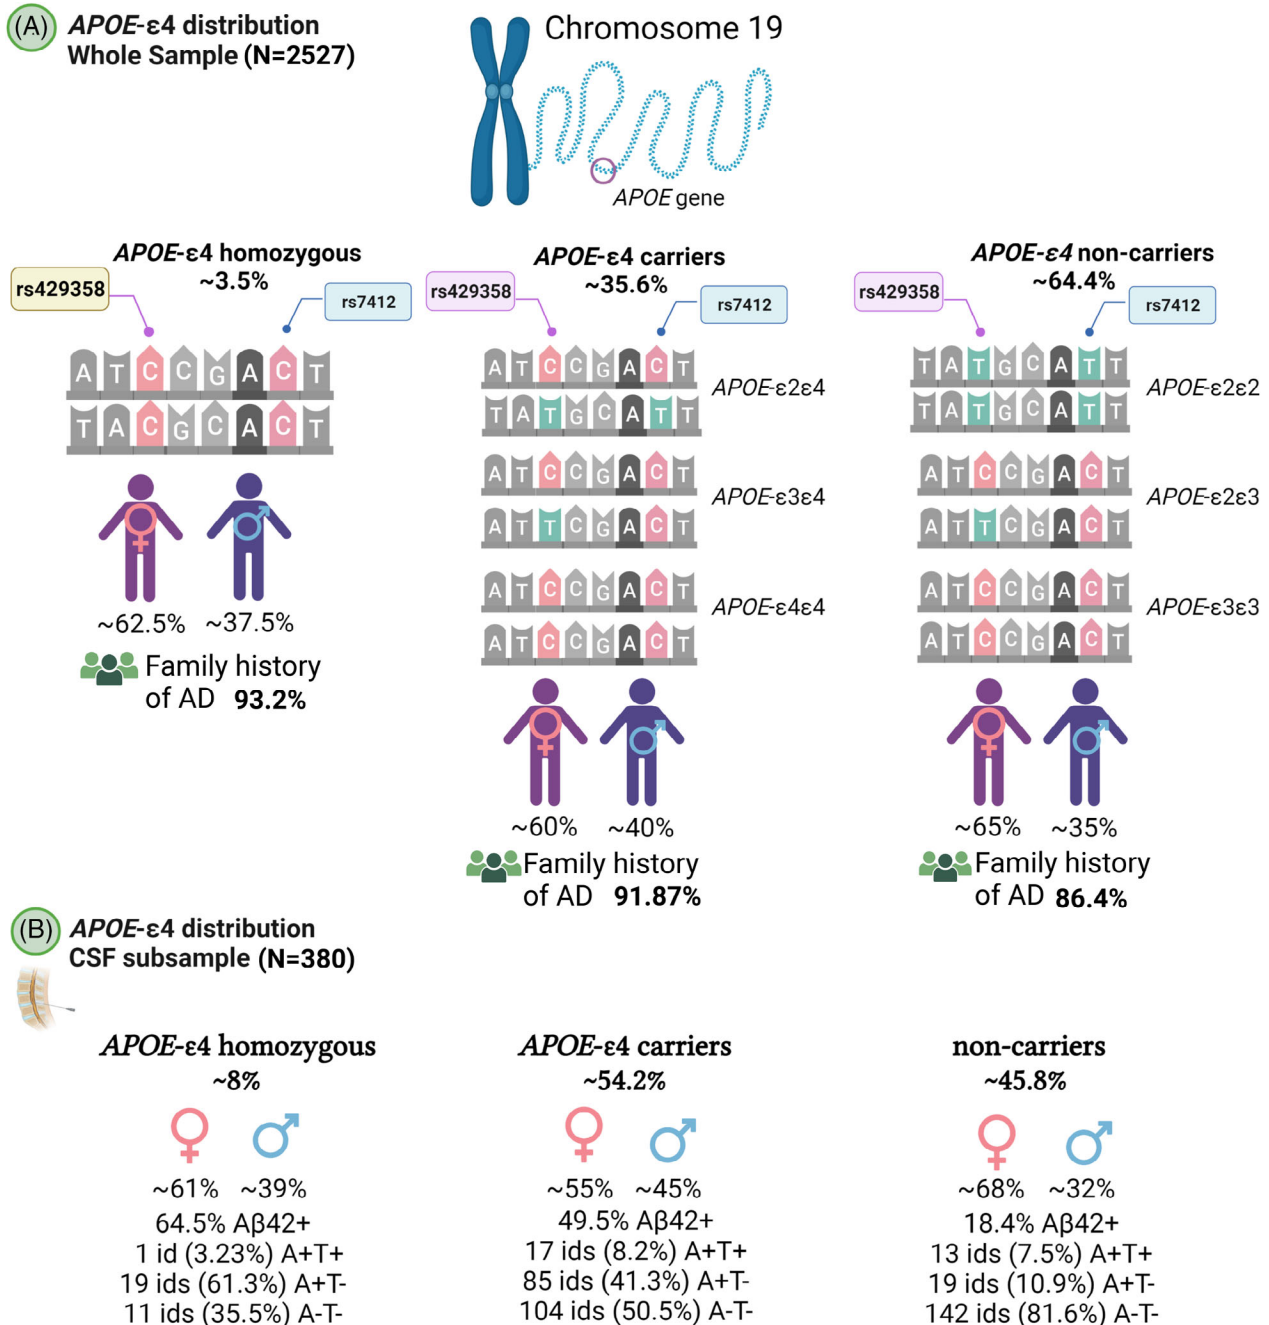 (A) APOE-ε4 distribution
Whole Sample (N=2527)
Chromosome 19
APOE gene
APOE-ε4 homozygous
~3.5%
rs429358
rs7412
A T C C G A C T
T A C G C A C T
~62.5% ~37.5%
Family history
of AD 93.2%
APOE-ε4 carriers
~35.6%
rs429358
rs7412
A T C C G A C T
T A T G C A T T
APOE-ε2ε4
A T C C G A C T
A T T C G A C T
APOE-ε3ε4
A T C C G A C T
A T C C G A C T
APOE-ε4ε4
~60% ~40%
Family history
of AD 91.87%
APOE-ε4 non-carriers
~64.4%
rs429358
rs7412
T A T G C A T T
T A T G C A T T
APOE-ε2ε2
A T C C G A C T
A T T C G A C T
APOE-ε2ε3
A T C C G A C T
A T C C G A C T
APOE-ε3ε3
~65% ~35%
Family history
of AD 86.4%
(B) APOE-ε4 distribution
CSF subsample (N=380)
APOE-ε4 homozygous
~8%
~61% ~39%
64.5% Aβ42+
1 id (3.23%) A+T+
19 ids (61.3%) A+T-
11 ids (35.5%) A-T-
APOE-ε4 carriers
~54.2%
~55% ~45%
49.5% Aβ42+
17 ids (8.2%) A+T+
85 ids (41.3%) A+T-
104 ids (50.5%) A-T-
non-carriers
~45.8%
~68% ~32%
18.4% Aβ42+
13 ids (7.5%) A+T+
19 ids (10.9%) A+T-
142 ids (81.6%) A-T-